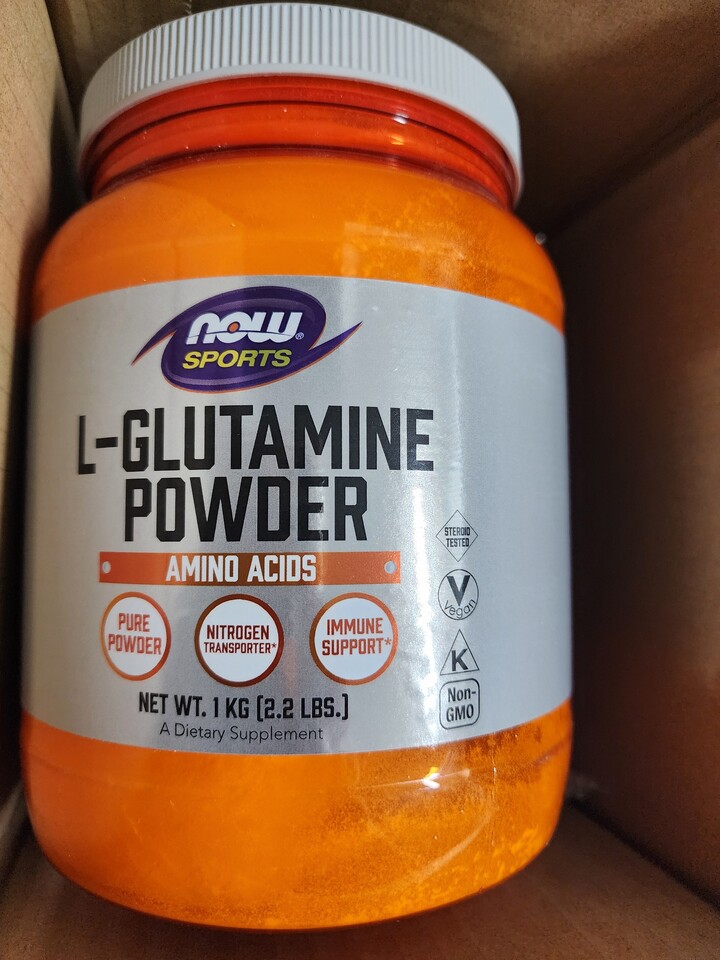 NOW®
SPORTS
L-GLUTAMINE
POWDER
AMINO ACIDS
PURE
POWDER
NITROGEN
TRANSPORTER*
IMMUNE
SUPPORT*
NET WT. 1 KG (2.2 LBS.)
A Dietary Supplement
STEROID
TESTED
V
vegan
K
Non-
GMO